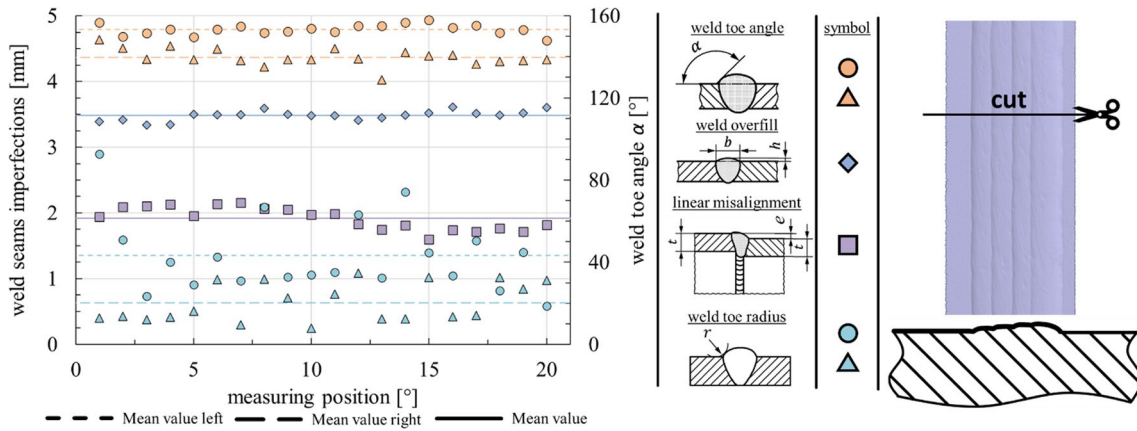 weld seams imperfections [mm]
5
4
3
2
1
0
0
5
10
15
20
measuring position [°]
160
120
80
40
0
weld toe angle α [°]
Mean value left
Mean value right
Mean value
weld toe angle
α
weld overfill
b
h
linear misalignment
t
e
t
weld toe radius
r
symbol
cut